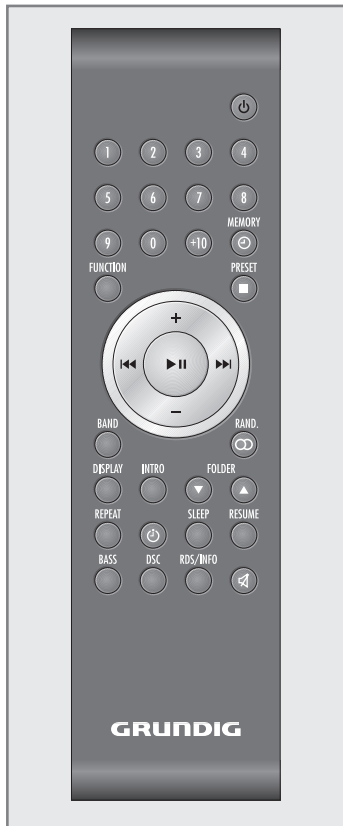 1 2 3 4
5 6 7 8
MEMORY
9 0 +10
FUNCTION PRESET
+
−
BAND RAND.
DISPLAY INTRO FOLDER
REPEAT SLEEP RESUME
BASS DSC RDS/INFO
GRUNDIG